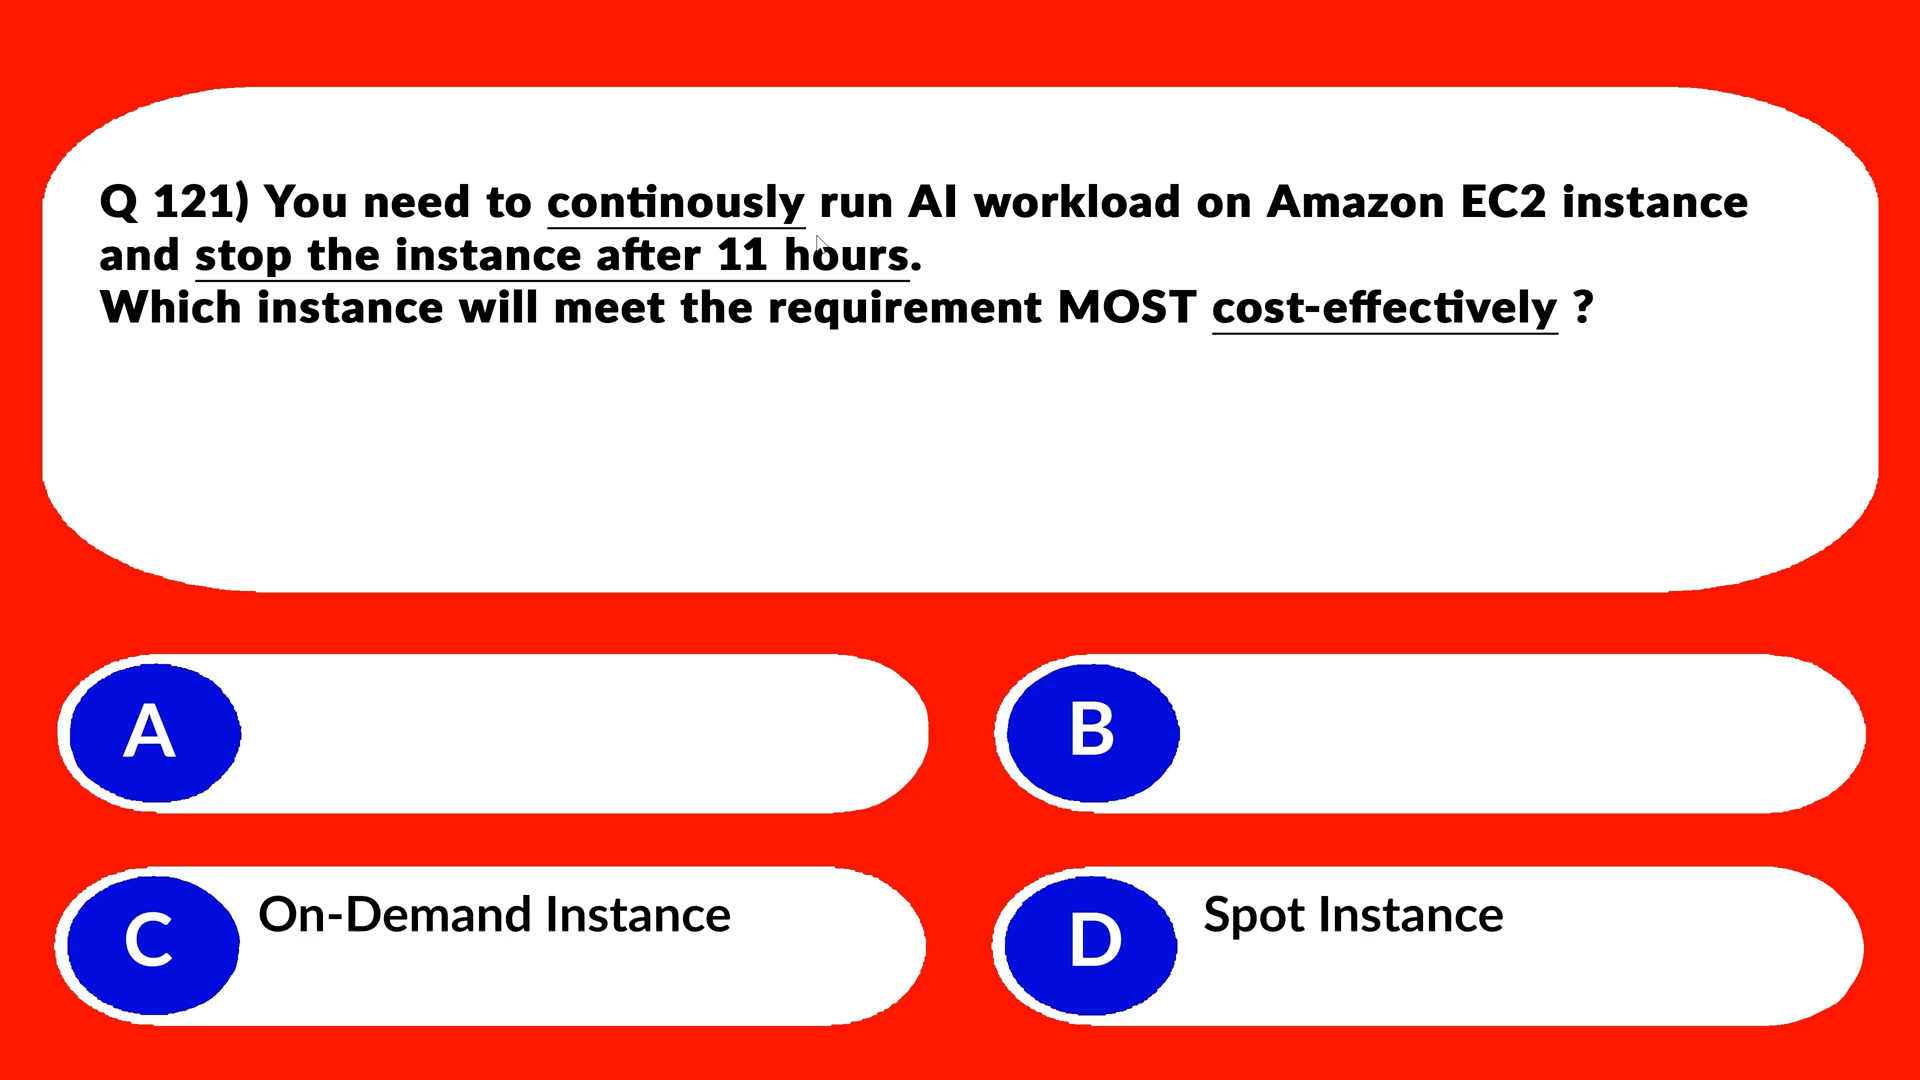 Q 121) You need to continously run AI workload on Amazon EC2 instance
and stop the instance after 11 hours.
Which instance will meet the requirement MOST cost-effectively ?
A
B
C On-Demand Instance
D Spot Instance